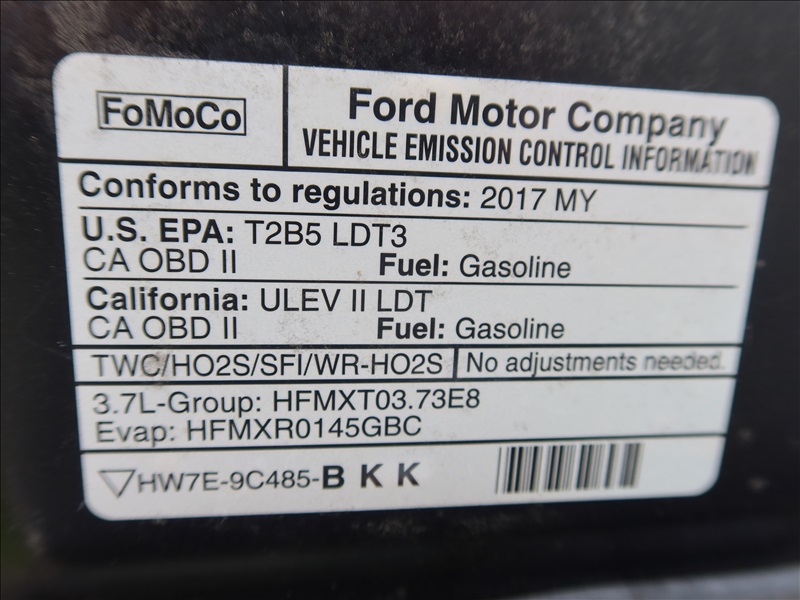 FoMoCo
Ford Motor Company
VEHICLE EMISSION CONTROL INFORMATION
Conforms to regulations: 2017 MY
U.S. EPA: T2B5 LDT3
CA OBD II Fuel: Gasoline
California: ULEV II LDT
CA OBD II Fuel: Gasoline
TWC/HO2S/SFI/WR-HO2S No adjustments needed.
3.7L-Group: HFMXT03.73E8
Evap: HFMXR0145GBC
HW7E-9C485-B K K